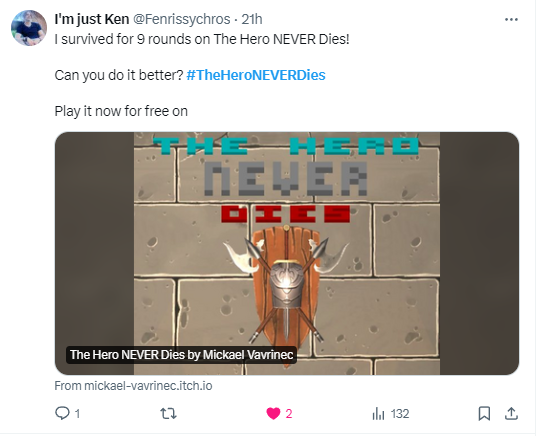 I'm just Ken @Fenrissychros · 21h
I survived for 9 rounds on The Hero NEVER Dies!
Can you do it better? #TheHeroNEVERDies
Play it now for free on
THE HERO
NEVER
DIES
The Hero NEVER Dies by Mickael Vavrinec
From mickael-vavrinec.itch.io
1 2 132